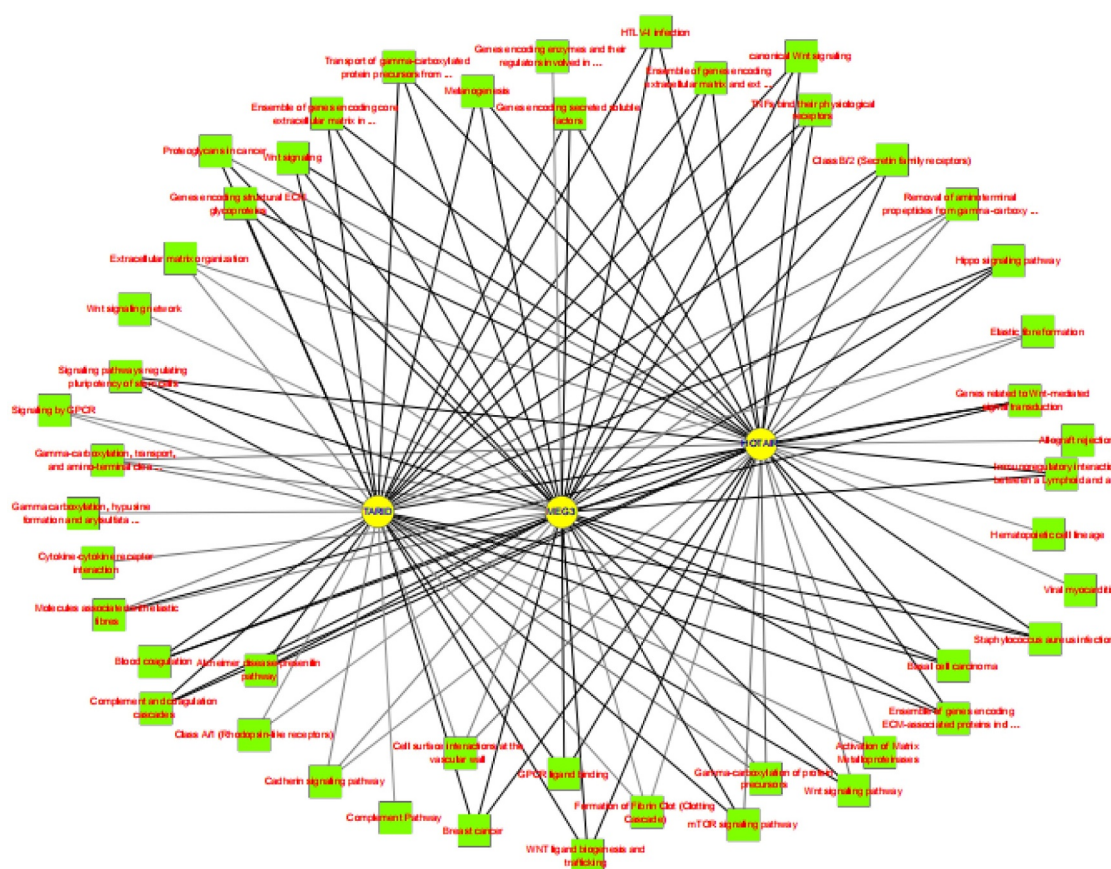 HTLV-I infection
Genes encoding enzymes and their
regulators involved in ...
canonical Wnt signaling
Transport of gamma-carboxylated
protein precursors from ...
Ensemble of genes encoding
extracellular matrix and ext ...
Melanogenesis
Ensemble of genes encoding core
extracellular matrix in ...
Genes encoding secreted soluble
factors
TNFs bind their physiological
receptors
Proteoglycans in cancer
Wnt signaling
Class B/2 (Secretin family receptors)
Genes encoding structural ECM
glycoproteins
Removal of aminoterminal
propeptides from gamma-carboxy ...
Extracellular matrix organization
Hippo signaling pathway
Wnt signaling network
Elastic fibre formation
Signaling pathways regulating
pluripotency of stem cells
Genes related to Wnt-mediated
signal transduction
Signaling by GPCR
Allograft rejection
HOTAIR
Gamma-carboxylation, transport,
and amino-terminal clea ...
Immunoregulatory interactic
between a Lymphoid and a
TARID
MEG3
Gamma carboxylation, hypusine
formation and arylsulfata ...
Hematopoietic cell lineage
Cytokine-cytokine receptor
interaction
Viral myocarditi
Molecules associated with elastic
fibres
Staphylococcus aureus infection
Blood coagulation
Alzheimer disease-presenilin
pathway
Basal cell carcinoma
Complement and coagulation
cascades
Ensemble of genes encoding
ECM-associated proteins incl ...
Class A/1 (Rhodopsin-like receptors)
Cell surface interactions at the
vascular wall
Activation of Matrix
Metalloproteinases
Cadherin signaling pathway
GPCR ligand binding
Gamma-carboxylation of protein
precursors
Wnt signaling pathway
Complement Pathway
Formation of Fibrin Clot (Clotting
Cascade)
Breast cancer
mTOR signaling pathway
WNT ligand biogenesis and
trafficking